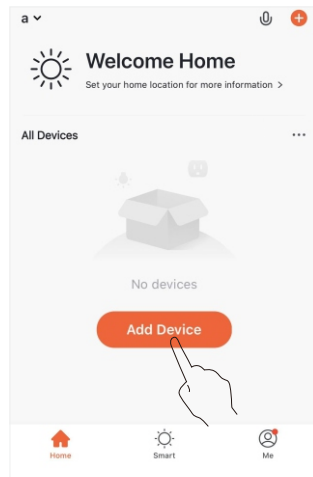 a
Welcome Home
Set your home location for more information >
All Devices
No devices
Add Device
Home
Smart
Me